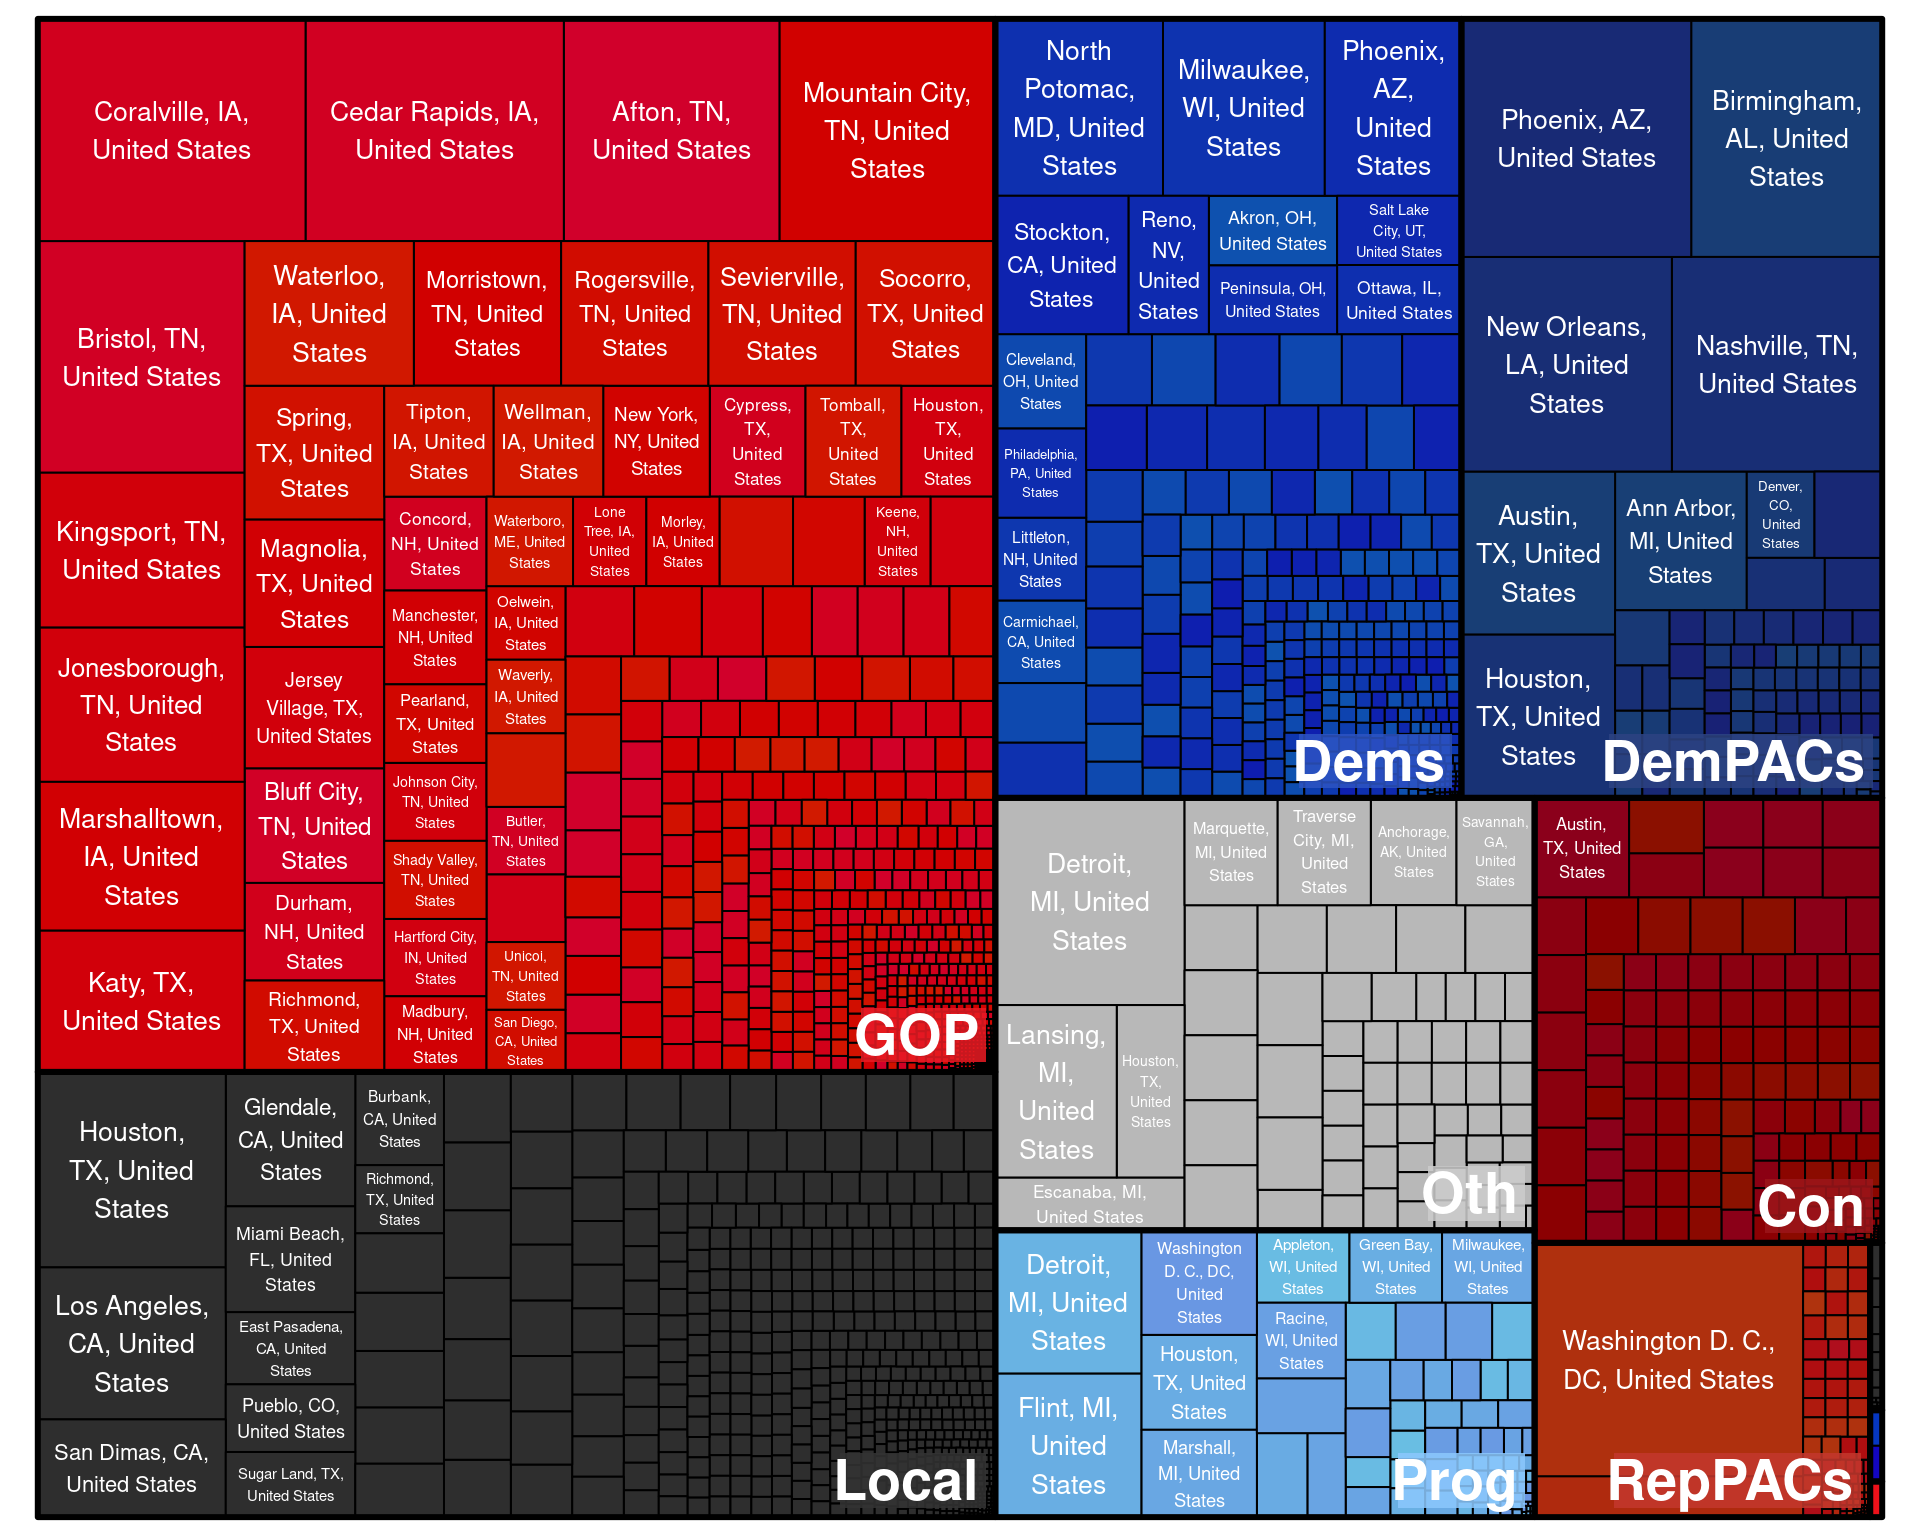 Coralville, IA,
United States
Cedar Rapids, IA,
United States
Afton, TN,
United States
Mountain City,
TN, United
States
Bristol, TN,
United States
Kingsport, TN,
United States
Jonesborough,
TN, United
States
Marshalltown,
IA, United
States
Katy, TX,
United States
Waterloo,
IA, United
States
Morristown,
TN, United
States
Rogersville,
TN, United
States
Sevierville,
TN, United
States
Socorro,
TX, United
States
Spring,
TX, United
States
Magnolia,
TX, United
States
Jersey
Village, TX,
United States
Bluff City,
TN, United
States
Durham,
NH, United
States
Richmond,
TX, United
States
Tipton,
IA, United
States
Wellman,
IA, United
States
New York,
NY, United
States
Cypress,
TX,
United
States
Tomball,
TX,
United
States
Houston,
TX,
United
States
Concord,
NH, United
States
Manchester,
NH, United
States
Pearland,
TX, United
States
Johnson City,
TN, United
States
Shady Valley,
TN, United
States
Hartford City,
IN, United
States
Madbury,
NH, United
States
Waterboro,
ME, United
States
Lone
Tree, IA,
United
States
Morley,
IA, United
States
Keene,
NH,
United
States
Oelwein,
IA, United
States
Waverly,
IA, United
States
Butler,
TN, United
States
Unicoi,
TN, United
States
San Diego,
CA, United
States
GOP
Houston,
TX, United
States
Los Angeles,
CA, United
States
San Dimas, CA,
United States
Glendale,
CA, United
States
Miami Beach,
FL, United
States
East Pasadena,
CA, United
States
Pueblo, CO,
United States
Sugar Land, TX,
United States
Burbank,
CA, United
States
Richmond,
TX, United
States
Local
North
Potomac,
MD, United
States
Milwaukee,
WI, United
States
Phoenix,
AZ,
United
States
Stockton,
CA, United
States
Reno,
NV,
United
States
Akron, OH,
United States
Salt Lake
City, UT,
United States
Peninsula, OH,
United States
Ottawa, IL,
United States
Cleveland,
OH, United
States
Philadelphia,
PA, United
States
Littleton,
NH, United
States
Carmichael,
CA, United
States
Dems
Phoenix, AZ,
United States
Birmingham,
AL, United
States
New Orleans,
LA, United
States
Nashville, TN,
United States
Austin,
TX, United
States
Houston,
TX, United
States
Ann Arbor,
MI, United
States
Denver,
CO,
United
States
DemPACs
Detroit,
MI, United
States
Lansing,
MI,
United
States
Houston,
TX,
United
States
Escanaba, MI,
United States
Marquette,
MI, United
States
Traverse
City, MI,
United
States
Anchorage,
AK, United
States
Savannah,
GA,
United
States
Oth
Austin,
TX, United
States
Con
Detroit,
MI, United
States
Flint, MI,
United
States
Washington
D. C., DC,
United
States
Houston,
TX, United
States
Marshall,
MI, United
States
Appleton,
WI, United
States
Green Bay,
WI, United
States
Milwaukee,
WI, United
States
Racine,
WI, United
States
Prog
Washington D. C.,
DC, United States
RepPACs